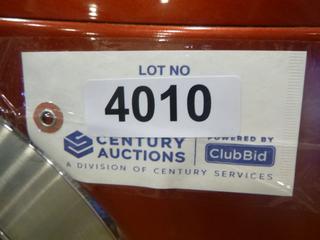 LOT NO
4010
CENTURY
AUCTIONS
POWERED BY
ClubBid
A DIVISION OF CENTURY SERVICES